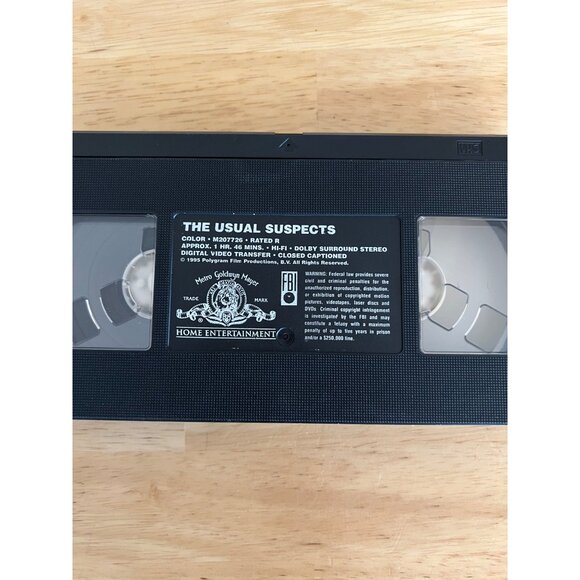 VHS
THE USUAL SUSPECTS
COLOR • M207726 • RATED R
APPROX. 1 HR. 46 MINS. • HI-FI • DOLBY SURROUND STEREO
DIGITAL VIDEO TRANSFER • CLOSED CAPTIONED
© 1995 Polygram Film Productions, B.V. All Rights Reserved.
Metro Goldwyn Mayer
TRADE MARK
®
HOME ENTERTAINMENT
FBI
WARNING: Federal law provides severe
civil and criminal penalties for the
unauthorized reproduction, distribution,
or exhibition of copyrighted motion
pictures, videotapes, laser discs and
DVDs. Criminal copyright infringement
is investigated by the FBI and may
constitute a felony with a maximum
penalty of up to five years in prison
and/or a $250,000 fine.